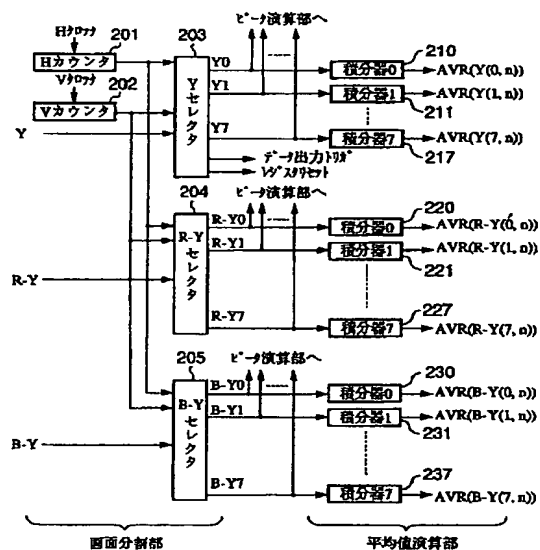 Hクロック
201
Hカウンタ
Vクロック
202
Vカウンタ
Y
203
Yセレクタ
ピーク演算部へ
Y0
Y1
Y7
データ出力トリガ
レジスタリセット
210
積分器0
AVR(Y(0, n))
積分器1
AVR(Y(1, n))
211
積分器7
AVR(Y(7, n))
217
204
R-Y
セレクタ
ピーク演算部へ
R-Y0
R-Y1
R-Y7
R-Y
220
積分器0
AVR(R-Y(0, n))
積分器1
AVR(R-Y(1, n))
221
227
積分器7
AVR(R-Y(7, n))
205
B-Y
セレクタ
ピーク演算部へ
B-Y0
B-Y1
B-Y7
B-Y
230
積分器0
AVR(B-Y(0, n))
積分器1
AVR(B-Y(1, n))
231
237
積分器7
AVR(B-Y(7, n))
画面分割部
平均値演算部